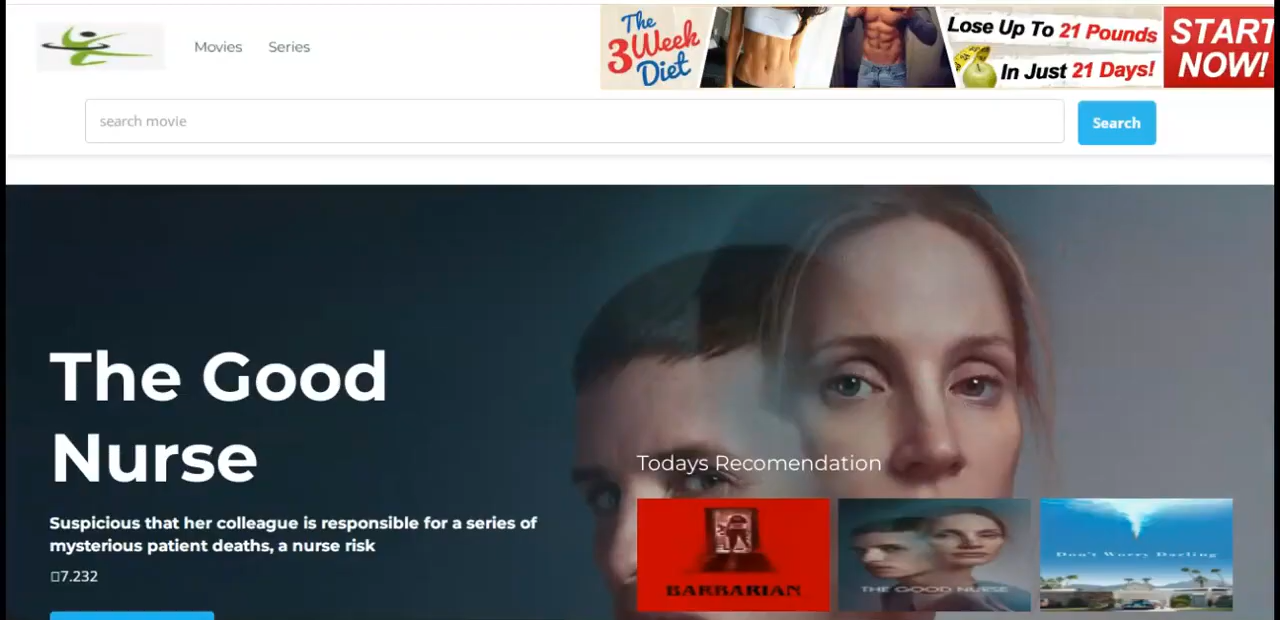 Movies
Series
The
3 Week
Diet
Lose Up To 21 Pounds
In Just 21 Days!
START
NOW!
search movie
Search
The Good
Nurse
Suspicious that her colleague is responsible for a series of
mysterious patient deaths, a nurse risk
7.232
Todays Recomendation
BARBARIAN
THE GOOD NURSE
Don't Worry Darling